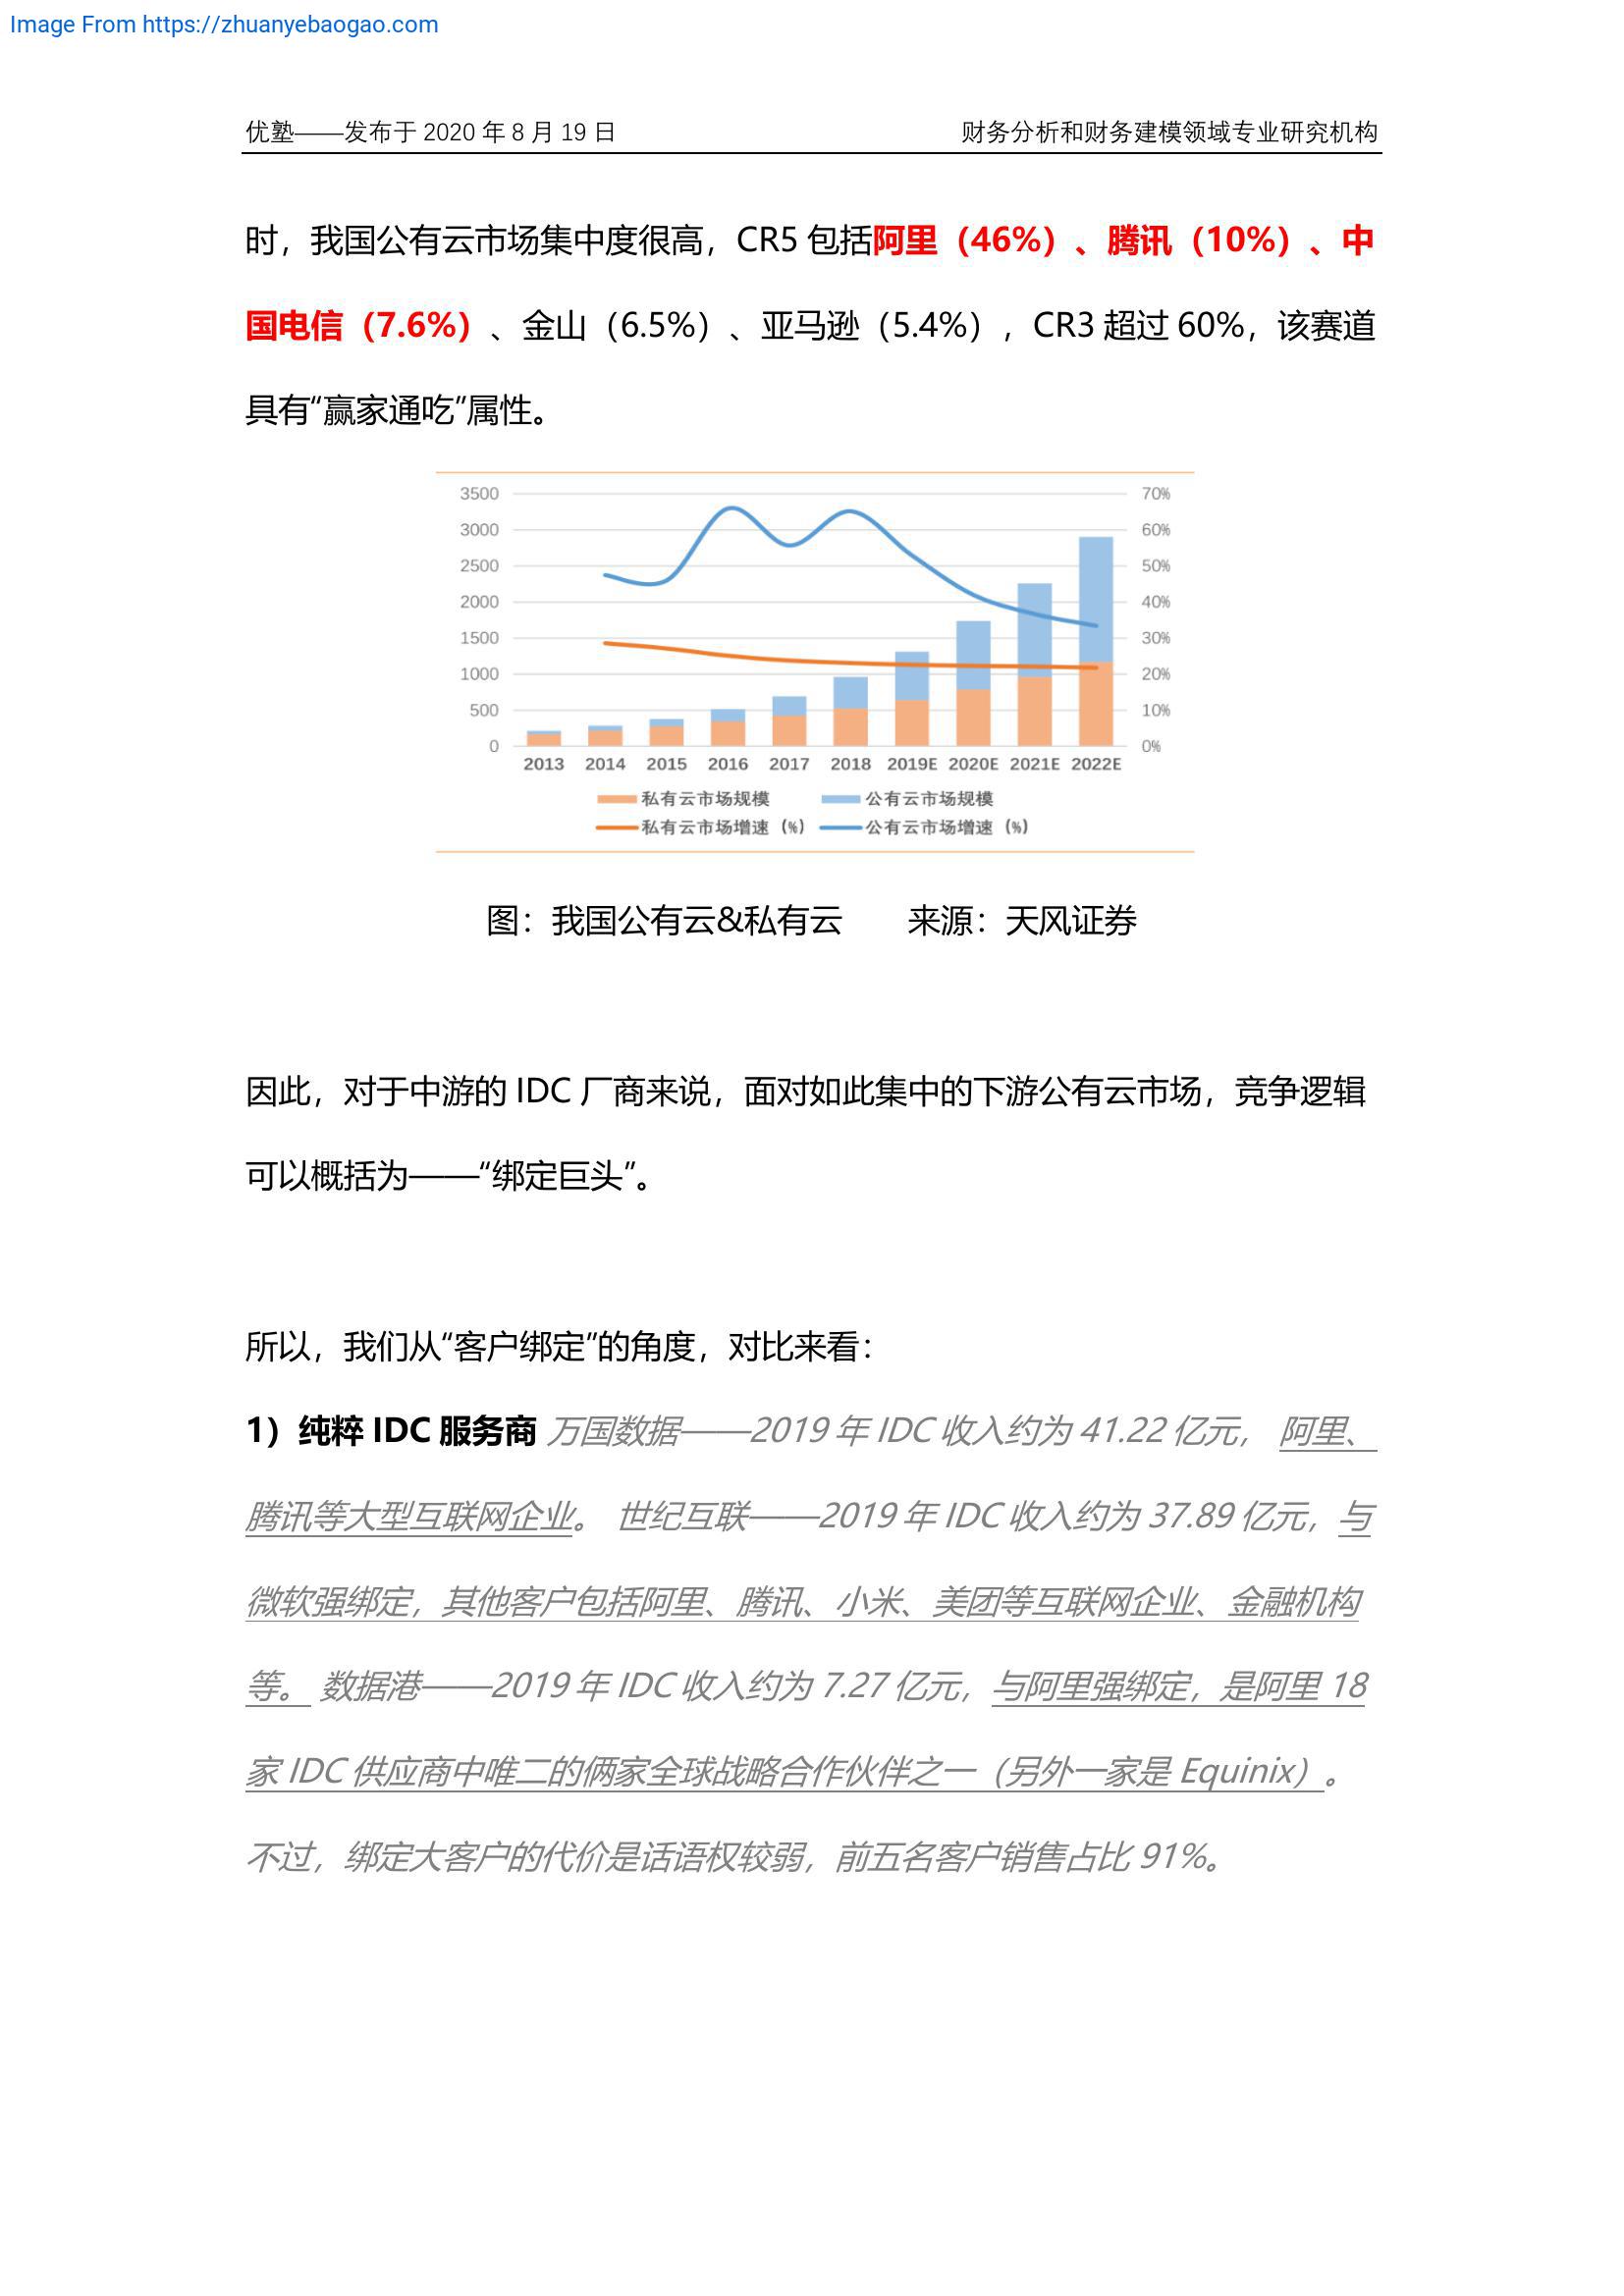 Image From https://zhuanyebaogao.com
优塾——发布于 2020 年 8 月 19 日 财务分析和财务建模领域专业研究机构
时，我国公有云市场集中度很高，CR5 包括阿里（46%）、腾讯（10%）、中
国电信（7.6%）、金山（6.5%）、亚马逊（5.4%），CR3 超过 60%，该赛道
具有“赢家通吃”属性。
3500 70%
3000 60%
2500 50%
2000 40%
1500 30%
1000 20%
500 10%
0 0%
2013 2014 2015 2016 2017 2018 2019E 2020E 2021E 2022E
私有云市场规模 公有云市场规模
私有云市场增速（%） 公有云市场增速（%）
图：我国公有云&私有云 来源：天风证券
因此，对于中游的 IDC 厂商来说，面对如此集中的下游公有云市场，竞争逻辑
可以概括为——“绑定巨头”。
所以，我们从“客户绑定”的角度，对比来看：
1）纯粹 IDC 服务商 万国数据——2019 年 IDC 收入约为 41.22 亿元， 阿里、
腾讯等大型互联网企业。 世纪互联——2019 年 IDC 收入约为 37.89 亿元，与
微软强绑定，其他客户包括阿里、腾讯、小米、美团等互联网企业、金融机构
等。 数据港——2019 年 IDC 收入约为 7.27 亿元，与阿里强绑定，是阿里 18
家 IDC 供应商中唯二的俩家全球战略合作伙伴之一（另外一家是 Equinix）。
不过，绑定大客户的代价是话语权较弱，前五名客户销售占比 91%。